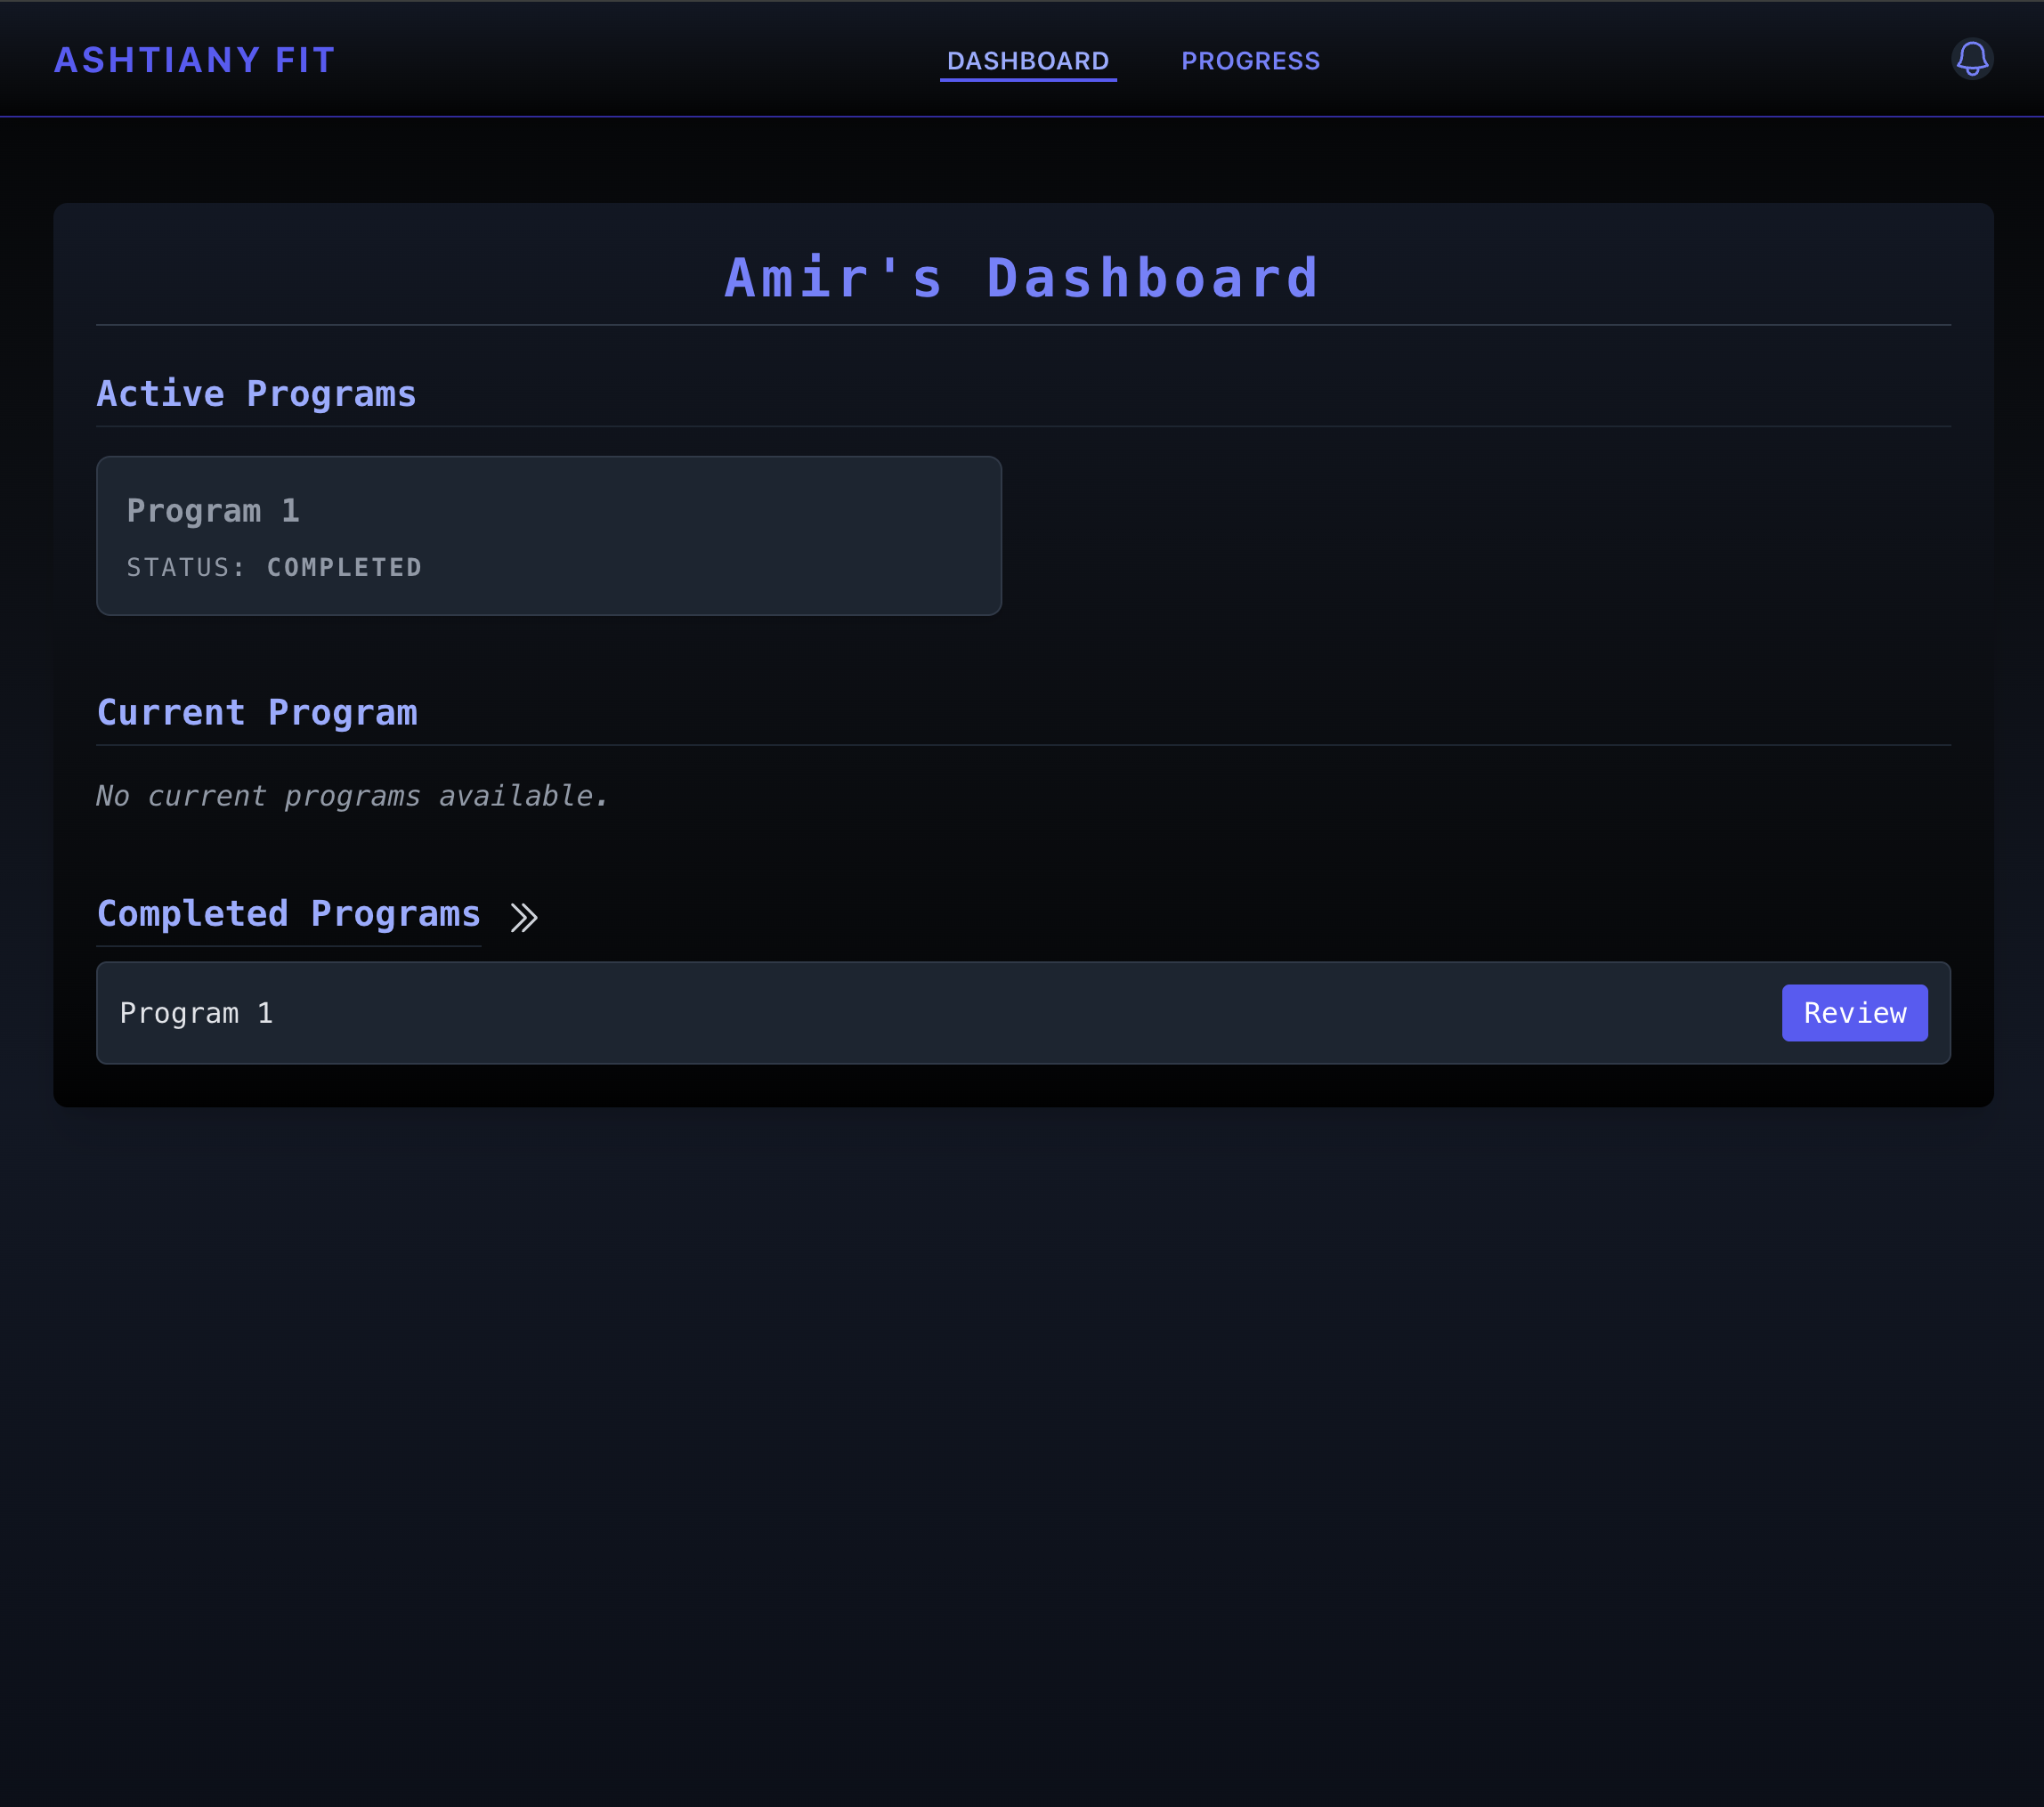 ASHTIANY FIT
DASHBOARD
PROGRESS
Amir's Dashboard
Active Programs
Program 1
STATUS: COMPLETED
Current Program
No current programs available.
Completed Programs
Program 1
Review